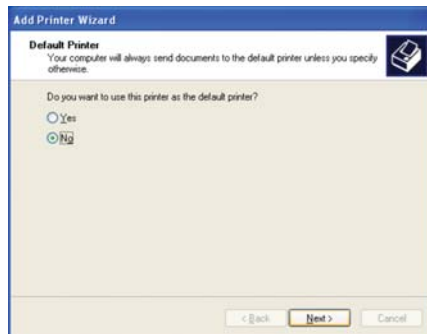 Add Printer Wizard
Default Printer
Your computer will always send documents to the default printer unless you specify
otherwise.
Do you want to use this printer as the default printer?
Yes
No
< Back
Next >
Cancel